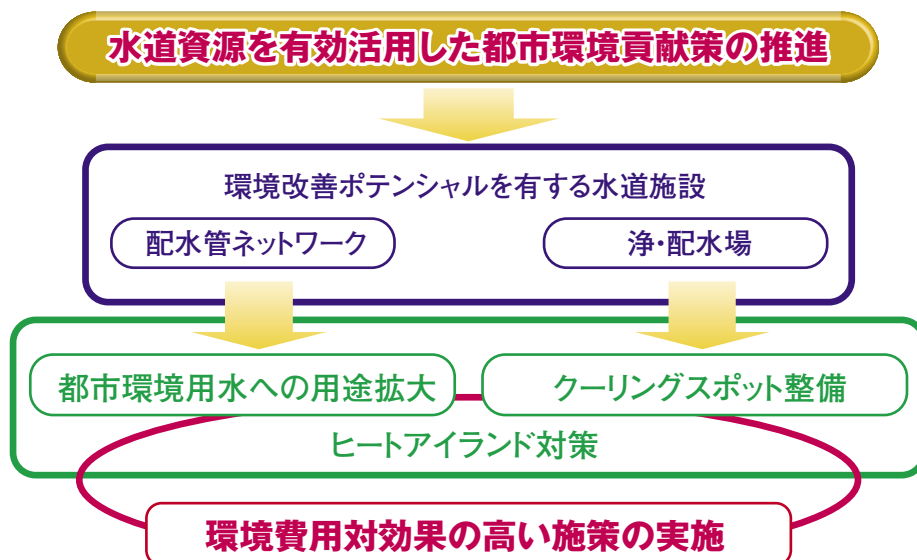 水道資源を有効活用した都市環境貢献策の推進
環境改善ポテンシャルを有する水道施設
配水管ネットワーク
浄・配水場
都市環境用水への用途拡大
クーリングスポット整備
ヒートアイランド対策
環境費用対効果の高い施策の実施